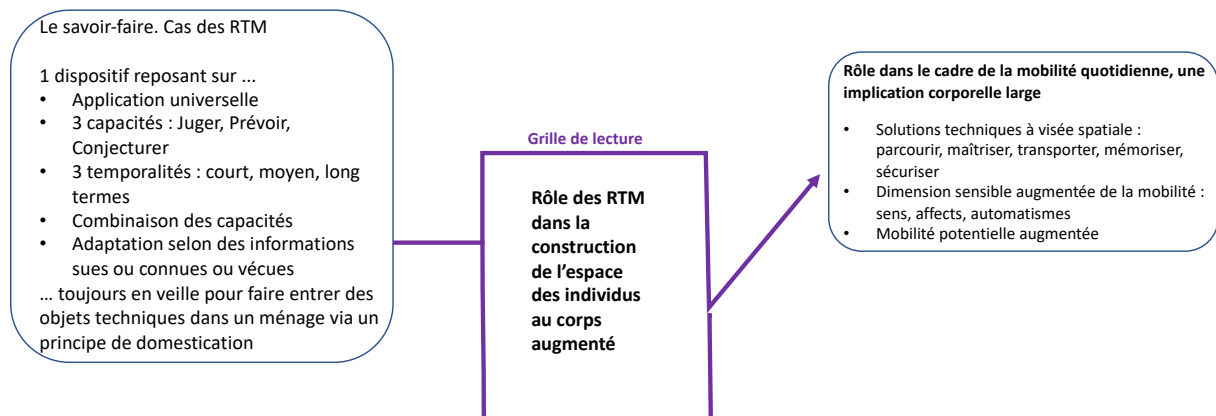 Le savoir-faire. Cas des RTM
1 dispositif reposant sur ...
• Application universelle
• 3 capacités : Juger, Prévoir,
Conjecturer
• 3 temporalités : court, moyen, long
termes
• Combinaison des capacités
• Adaptation selon des informations
sues ou connues ou vécues
... toujours en veille pour faire entrer des
objets techniques dans un ménage via un
principe de domestication
Grille de lecture
Rôle des RTM
dans la
construction
de l’espace
des individus
au corps
augmenté
Rôle dans le cadre de la mobilité quotidienne, une
implication corporelle large
• Solutions techniques à visée spatiale :
parcourir, maîtriser, transporter, mémoriser,
sécuriser
• Dimension sensible augmentée de la mobilité :
sens, affects, automatismes
• Mobilité potentielle augmentée